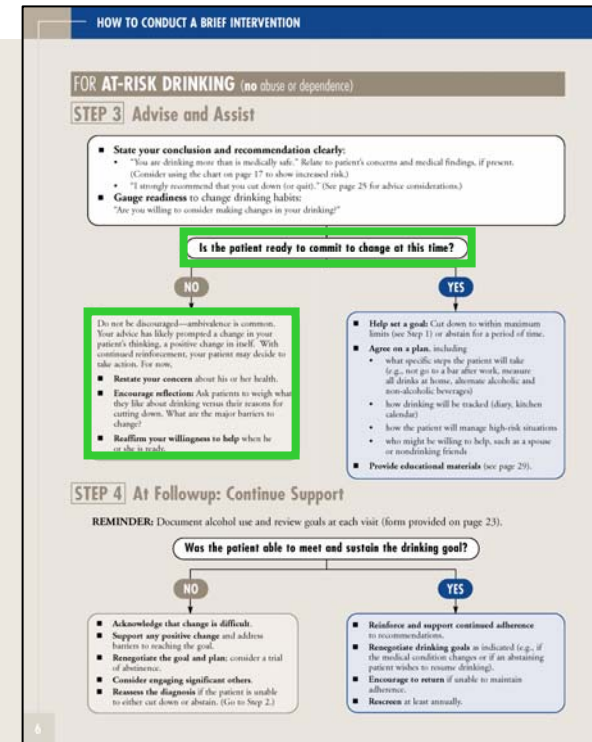 HOW TO CONDUCT A BRIEF INTERVENTION
FOR AT-RISK DRINKING (no abuse or dependence)
STEP 3 Advise and Assist
■ State your conclusion and recommendation clearly:
• "You are drinking more than is medically safe." Relate to patient's concerns and medical findings, if present.
(Consider using the chart on page 17 to show increased risk.)
• "I strongly recommend that you cut down (or quit)." (See page 25 for advice considerations.)
■ Gauge readiness to change drinking habits:
"Are you willing to consider making changes in your drinking?"
Is the patient ready to commit to change at this time?
NO
Do not be discouraged—ambivalence is common.
Your advice has likely prompted a change in your
patient's thinking, a positive change in itself. With
continued reinforcement, your patient may decide to
take action. For now,
■ Restate your concern about his or her health.
■ Encourage reflection: Ask patients to weigh what
they like about drinking versus their reasons for
cutting down. What are the major barriers to
change?
■ Reaffirm your willingness to help when he
or she is ready.
YES
■ Help set a goal: Cut down to within maximum
limits (see Step 1) or abstain for a period of time.
■ Agree on a plan, including
• what specific steps the patient will take
(e.g., not go to a bar after work, measure
all drinks at home, alternate alcoholic and
non-alcoholic beverages)
• how drinking will be tracked (diary, kitchen
calendar)
• how the patient will manage high-risk situations
• who might be willing to help, such as a spouse
or nondrinking friends
■ Provide educational materials (see page 29).
STEP 4 At Followup: Continue Support
REMINDER: Document alcohol use and review goals at each visit (form provided on page 23).
Was the patient able to meet and sustain the drinking goal?
NO
■ Acknowledge that change is difficult.
■ Support any positive change and address
barriers to reaching the goal.
■ Renegotiate the goal and plan; consider a trial
of abstinence.
■ Consider engaging significant others.
■ Reassess the diagnosis if the patient is unable
to either cut down or abstain. (Go to Step 2.)
YES
■ Reinforce and support continued adherence
to recommendations.
■ Renegotiate drinking goals as indicated (e.g., if
the medical condition changes or if an abstaining
patient wishes to resume drinking).
■ Encourage to return if unable to maintain
adherence.
■ Rescreen at least annually.
6